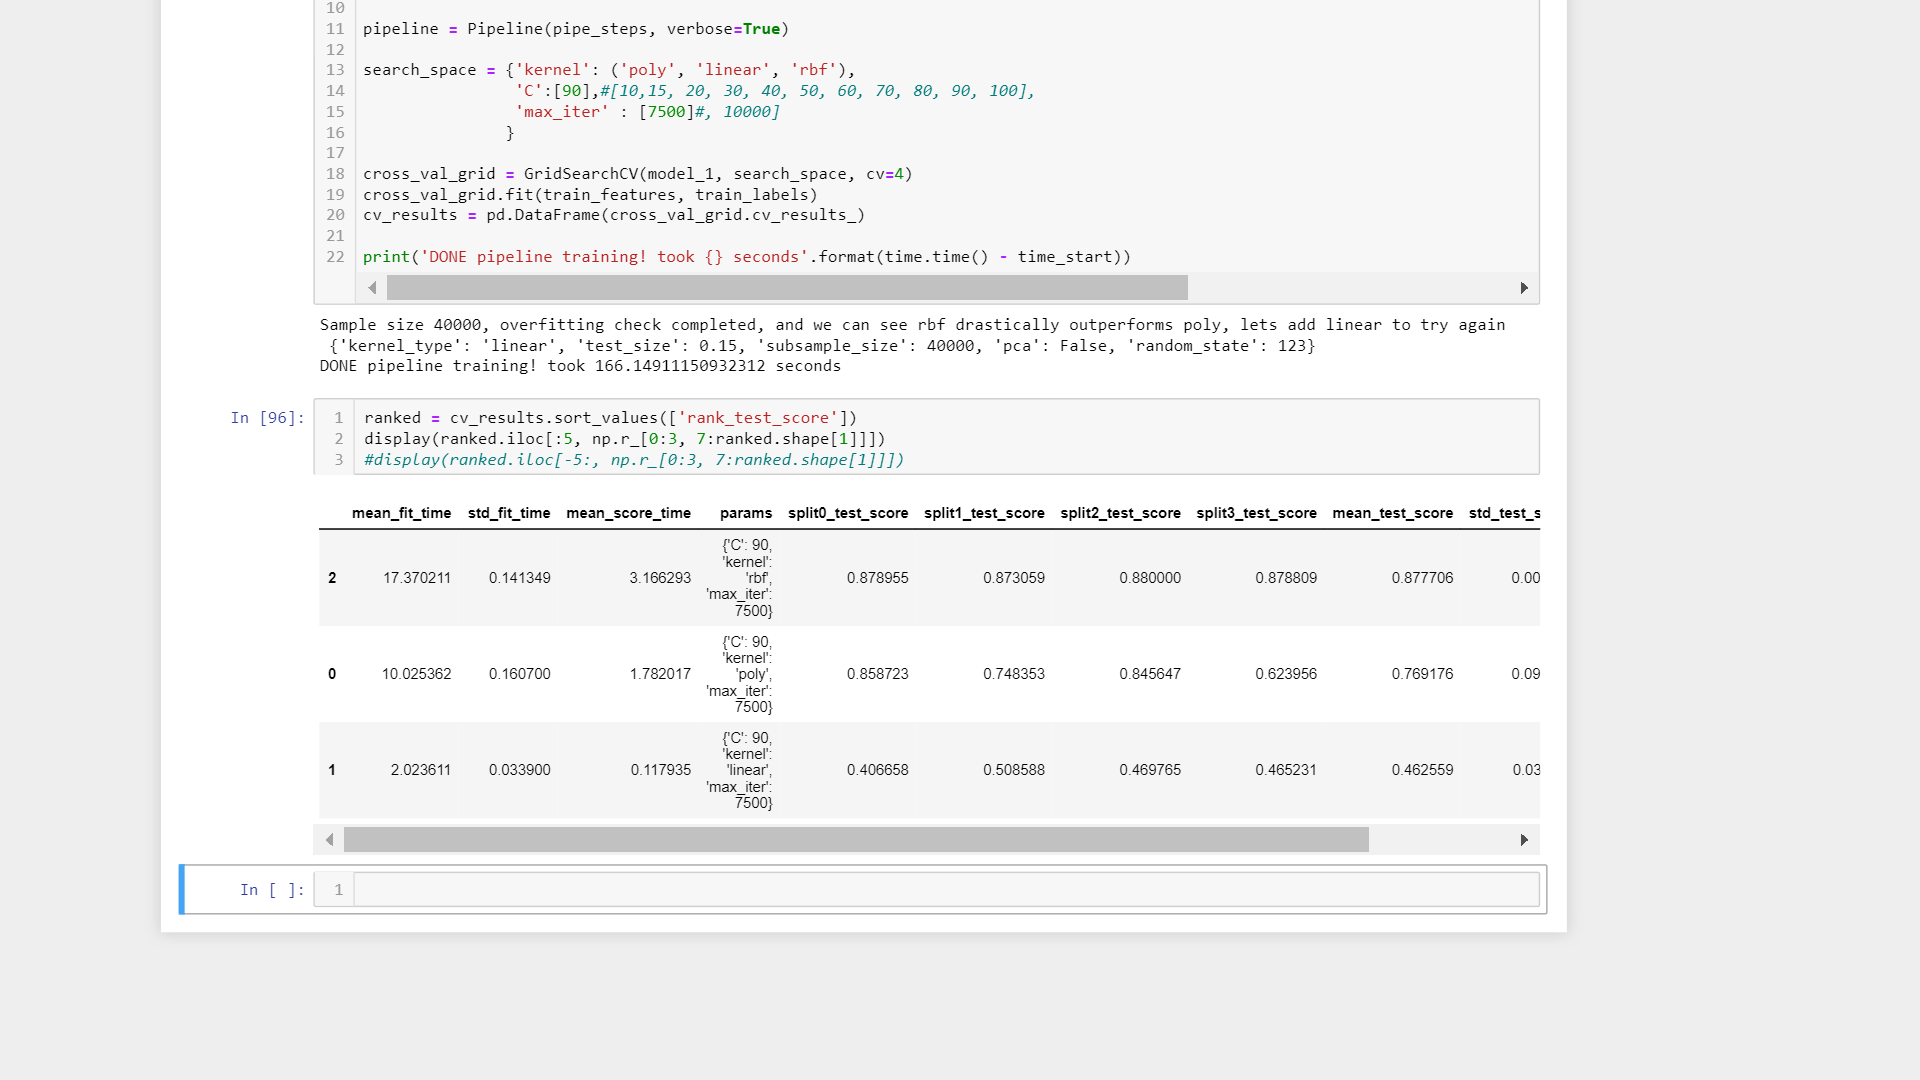 10
11 pipeline = Pipeline(pipe_steps, verbose=True)
12
13 search_space = {'kernel': ('poly', 'linear', 'rbf'),
14 'C':[90],#[10,15, 20, 30, 40, 50, 60, 70, 80, 90, 100],
15 'max_iter' : [7500]#, 10000]
16 }
17
18 cross_val_grid = GridSearchCV(model_1, search_space, cv=4)
19 cross_val_grid.fit(train_features, train_labels)
20 cv_results = pd.DataFrame(cross_val_grid.cv_results_)
21
22 print('DONE pipeline training! took {} seconds'.format(time.time() - time_start))
Sample size 40000, overfitting check completed, and we can see rbf drastically outperforms poly, lets add linear to try again
{'kernel_type': 'linear', 'test_size': 0.15, 'subsample_size': 40000, 'pca': False, 'random_state': 123}
DONE pipeline training! took 166.14911150932312 seconds
In [96]: 1 ranked = cv_results.sort_values(['rank_test_score'])
2 display(ranked.iloc[:5, np.r_[0:3, 7:ranked.shape[1]]])
3 #display(ranked.iloc[-5:, np.r_[0:3, 7:ranked.shape[1]]])
mean_fit_time std_fit_time mean_score_time params split0_test_score split1_test_score split2_test_score split3_test_score mean_test_score std_test_s
{'C': 90,
'kernel':
2 17.370211 0.141349 3.166293 'rbf', 0.878955 0.873059 0.880000 0.878809 0.877706 0.00
'max_iter':
7500}
{'C': 90,
'kernel':
0 10.025362 0.160700 1.782017 'poly', 0.858723 0.748353 0.845647 0.623956 0.769176 0.09
'max_iter':
7500}
{'C': 90,
'kernel':
1 2.023611 0.033900 0.117935 'linear', 0.406658 0.508588 0.469765 0.465231 0.462559 0.03
'max_iter':
7500}
In [ ]: 1